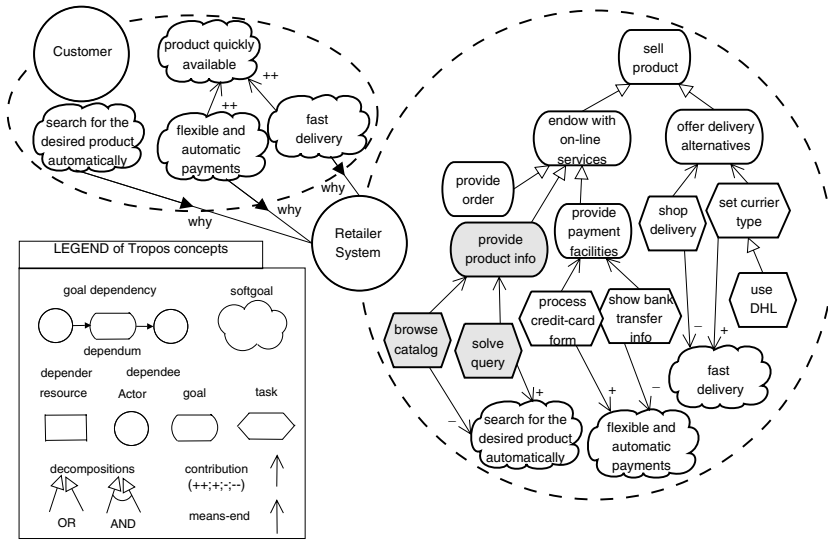 Customer
product quickly
available
++
++
search for the
desired product
automatically
flexible and
automatic
payments
fast
delivery
why
why
why
Retailer
System
LEGEND of Tropos concepts
goal dependency
softgoal
dependum
depender
dependee
resource
Actor
goal
task
decompositions
contribution
(++;+;-;--)
OR
AND
means-end
sell
product
endow with
on-line
services
offer delivery
alternatives
provide
order
provide
product info
provide
payment
facilities
shop
delivery
set currier
type
use
DHL
browse
catalog
solve
query
process
credit-card
form
show bank
transfer
info
–
+
+
–
–
+
search for the
desired product
automatically
flexible and
automatic
payments
fast
delivery